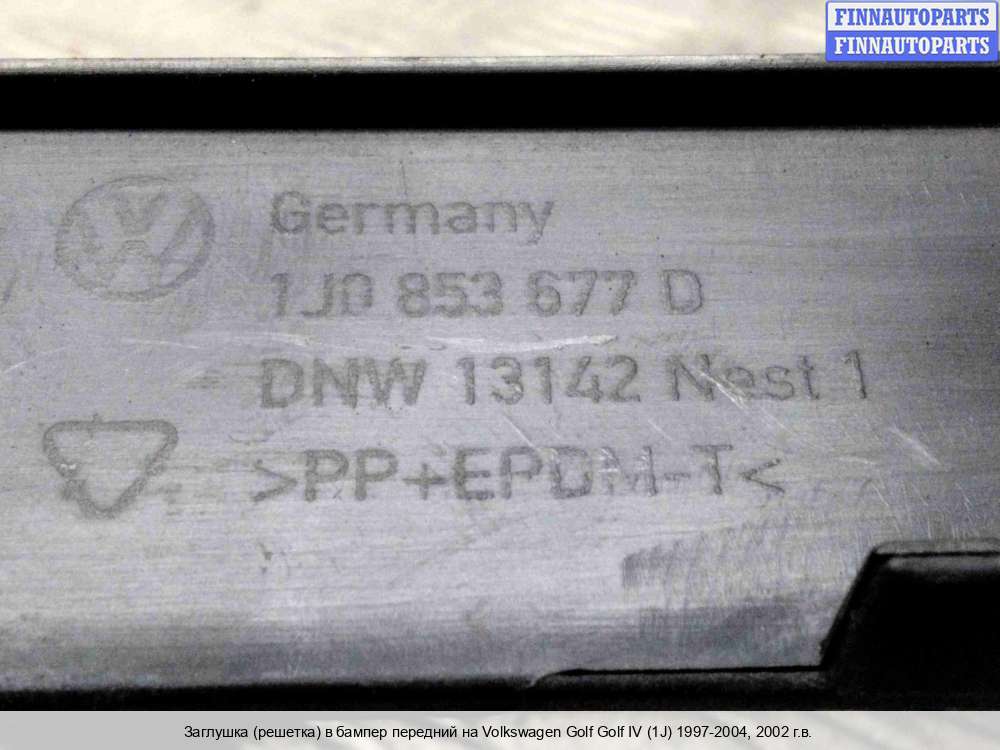 FINNAUTOPARTS
FINNAUTOPARTS
Germany
1J0 853 677 D
DNW 13142 Nest 1
>PP+EPDM-T<
Заглушка (решетка) в бампер передний на Volkswagen Golf Golf IV (1J) 1997-2004, 2002 г.в.